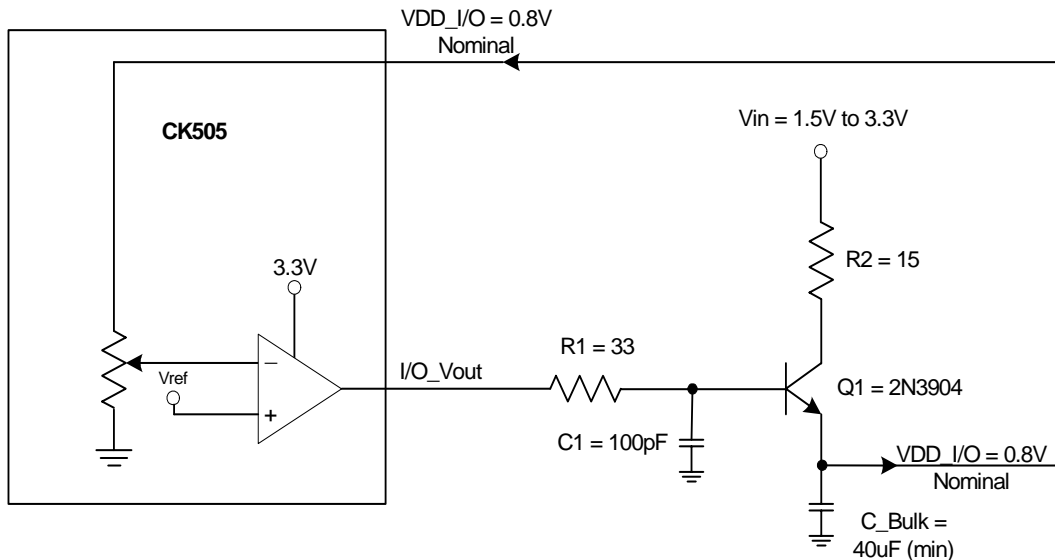 VDD_I/O = 0.8V
Nominal
CK505
Vin = 1.5V to 3.3V
R2 = 15
3.3V
R1 = 33
Vref
I/O_Vout
Q1 = 2N3904
C1 = 100pF
VDD_I/O = 0.8V
Nominal
C_Bulk =
40uF (min)